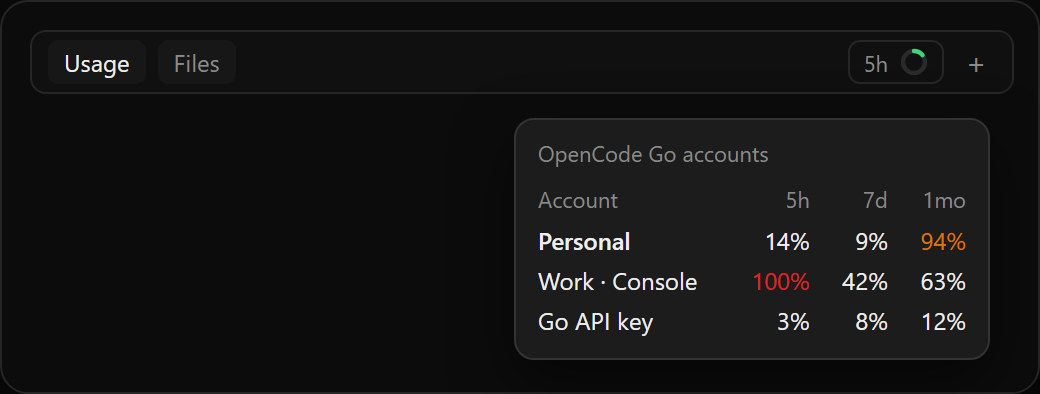 Usage Files 5h +
OpenCode Go accounts
Account 5h 7d 1mo
Personal 14% 9% 94%
Work · Console 100% 42% 63%
Go API key 3% 8% 12%